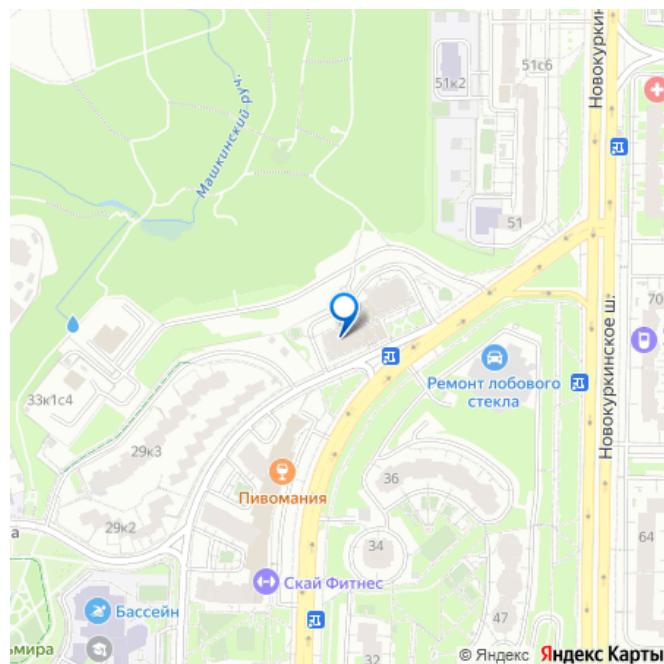 51с6
51к2
Новокуркин
Машкинский руч.
51
70
Новокуркинское ш.
Ремонт лобового
стекла
33к1с4
29к3
36
Пивомания
29к2
а
34
64
Скай Фитнес
Бассейн
47
ьмира
32
© Яндекс Яндекс Карты